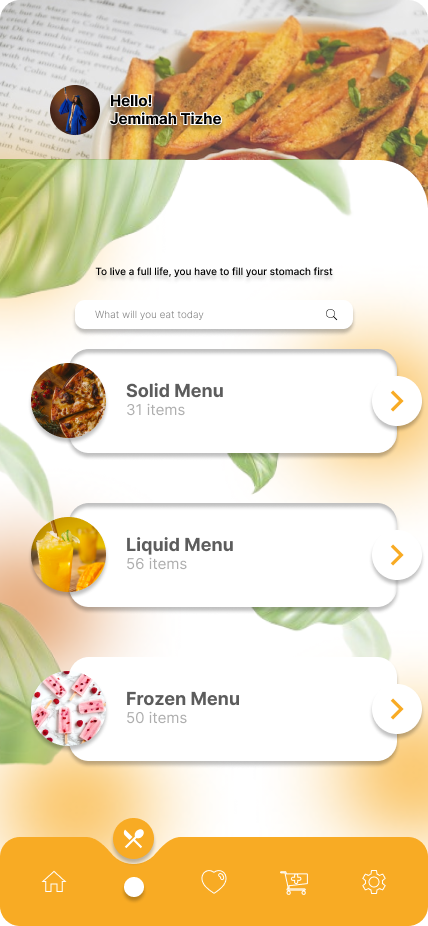 Hello!
Jemimah Tizhe
To live a full life, you have to fill your stomach first
What will you eat today
Solid Menu
31 items
Liquid Menu
56 items
Frozen Menu
50 items